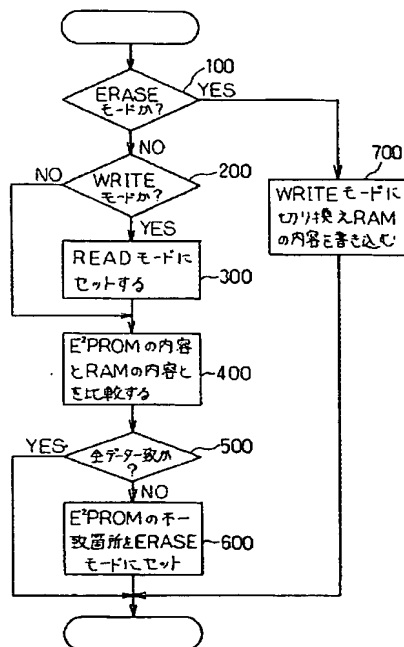 100
ERASE
モードか?
YES
NO
200
NO
WRITE
モードか?
YES
700
WRITEモードに
切り換えRAM
の内容を書き込む
READモードに
セットする
300
E²PROMの内容
とRAMの内容と
を比較する
400
500
YES
全データ一致か
?
NO
E²PROMの不一
致箇所をERASE
モードにセット
600